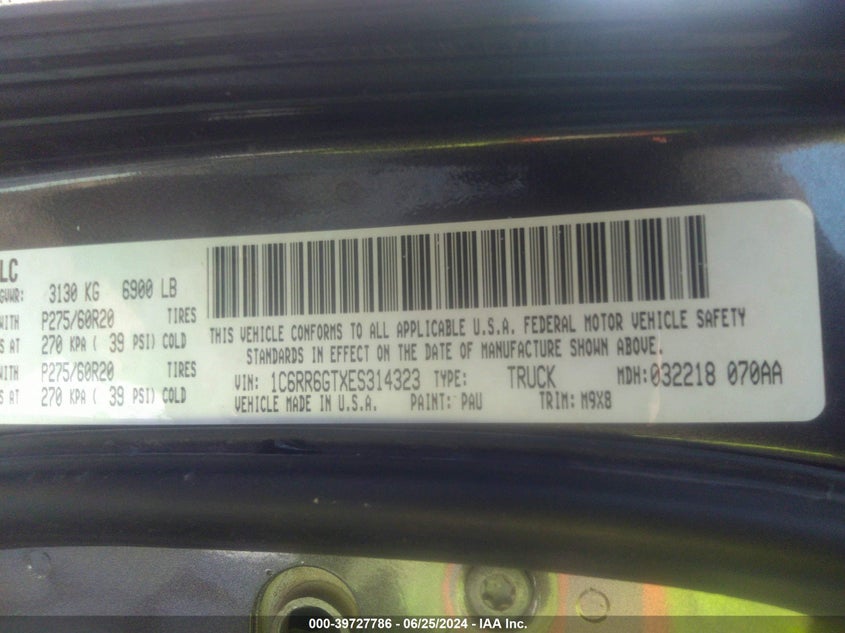 LC
GVWR: 3130 KG 6900 LB
WITH P275/60R20 TIRES
S AT 270 KPA ( 39 PSI) COLD
P275/60R20 TIRES
S AT 270 KPA ( 39 PSI) COLD
THIS VEHICLE CONFORMS TO ALL APPLICABLE U.S.A. FEDERAL MOTOR VEHICLE SAFETY
STANDARDS IN EFFECT ON THE DATE OF MANUFACTURE SHOWN ABOVE.
VIN: 1C6RR6GTXES314323 TYPE: TRUCK MDH: 032218 070AA
VEHICLE MADE IN U.S.A. PAINT: PAU TRIM: M9X8
000-39727786 - 06/25/2024 - IAA Inc.